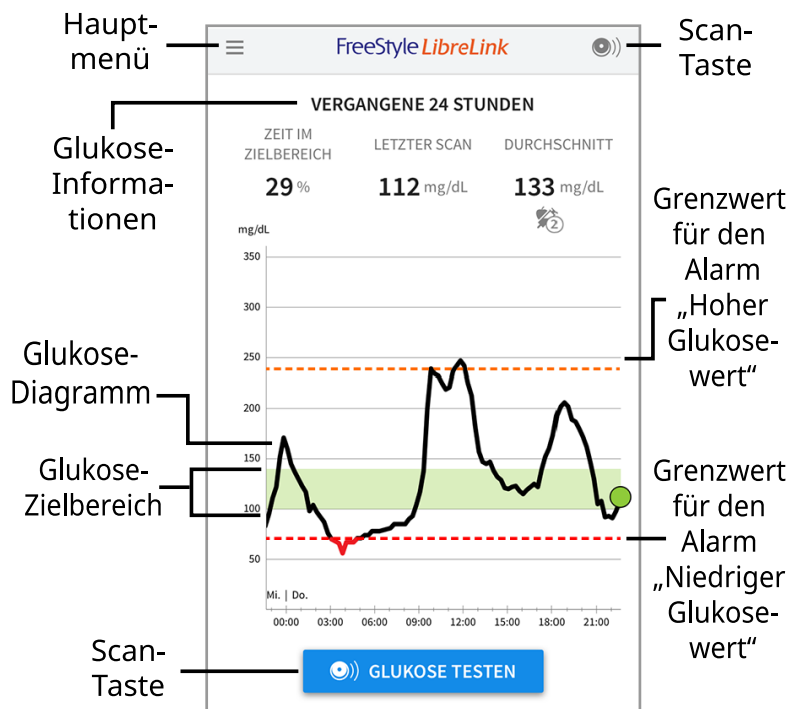 Haupt-
menü
FreeStyle LibreLink
Scan-
Taste
VERGANGENE 24 STUNDEN
Glukose-
Informa-
tionen
ZEIT IM
ZIELBEREICH
29 %
LETZTER SCAN
112 mg/dL
DURCHSCHNITT
133 mg/dL
2
Grenzwert
für den
Alarm
„Hoher
Glukose-
wert“
mg/dL
350
300
250
200
150
100
50
Glukose-
Diagramm
Glukose-
Zielbereich
Grenzwert
für den
Alarm
„Niedriger
Glukose-
wert“
Mi. | Do.
00:00 03:00 06:00 09:00 12:00 15:00 18:00 21:00
Scan-
Taste
GLUKOSE TESTEN